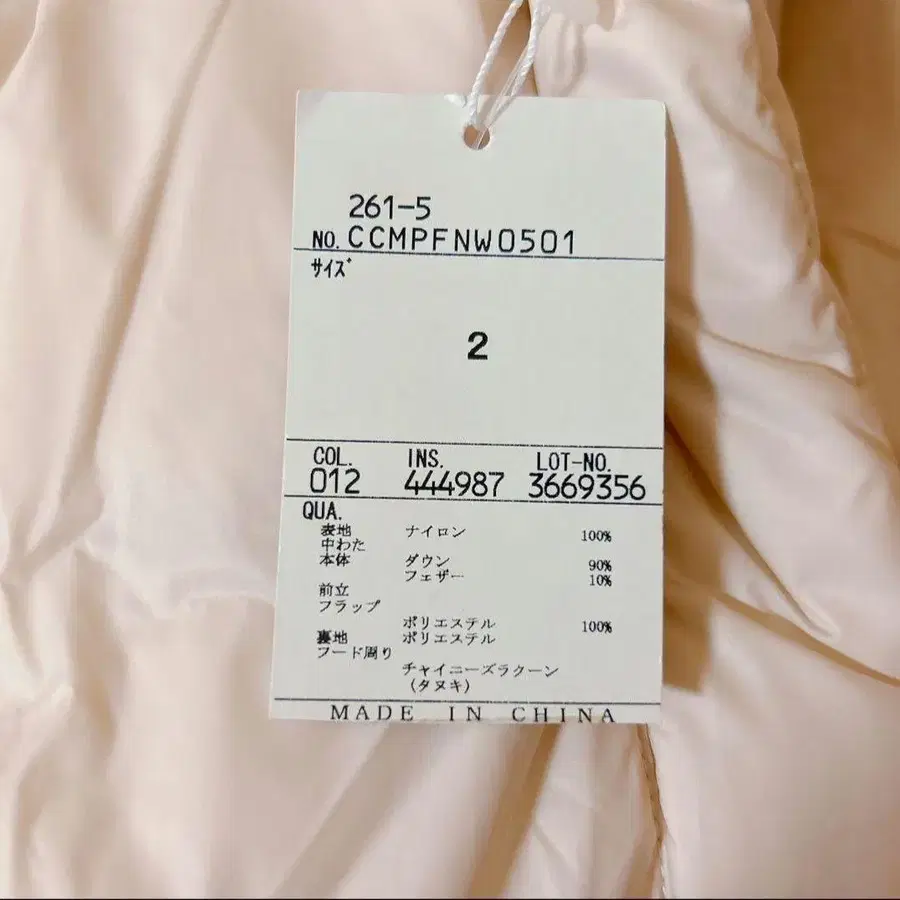 261-5
NO. CCMPFNW0501
サイズ
2
COL. INS. LOT-NO.
012 444987 3669356
QUA.
表地 ナイロン 100%
中わた
本体 ダウン 90%
フェザー 10%
前立
フラップ
ポリエステル 100%
裏地 ポリエステル
フード周り
チャイニーズラクーン
(タヌキ)
MADE IN CHINA